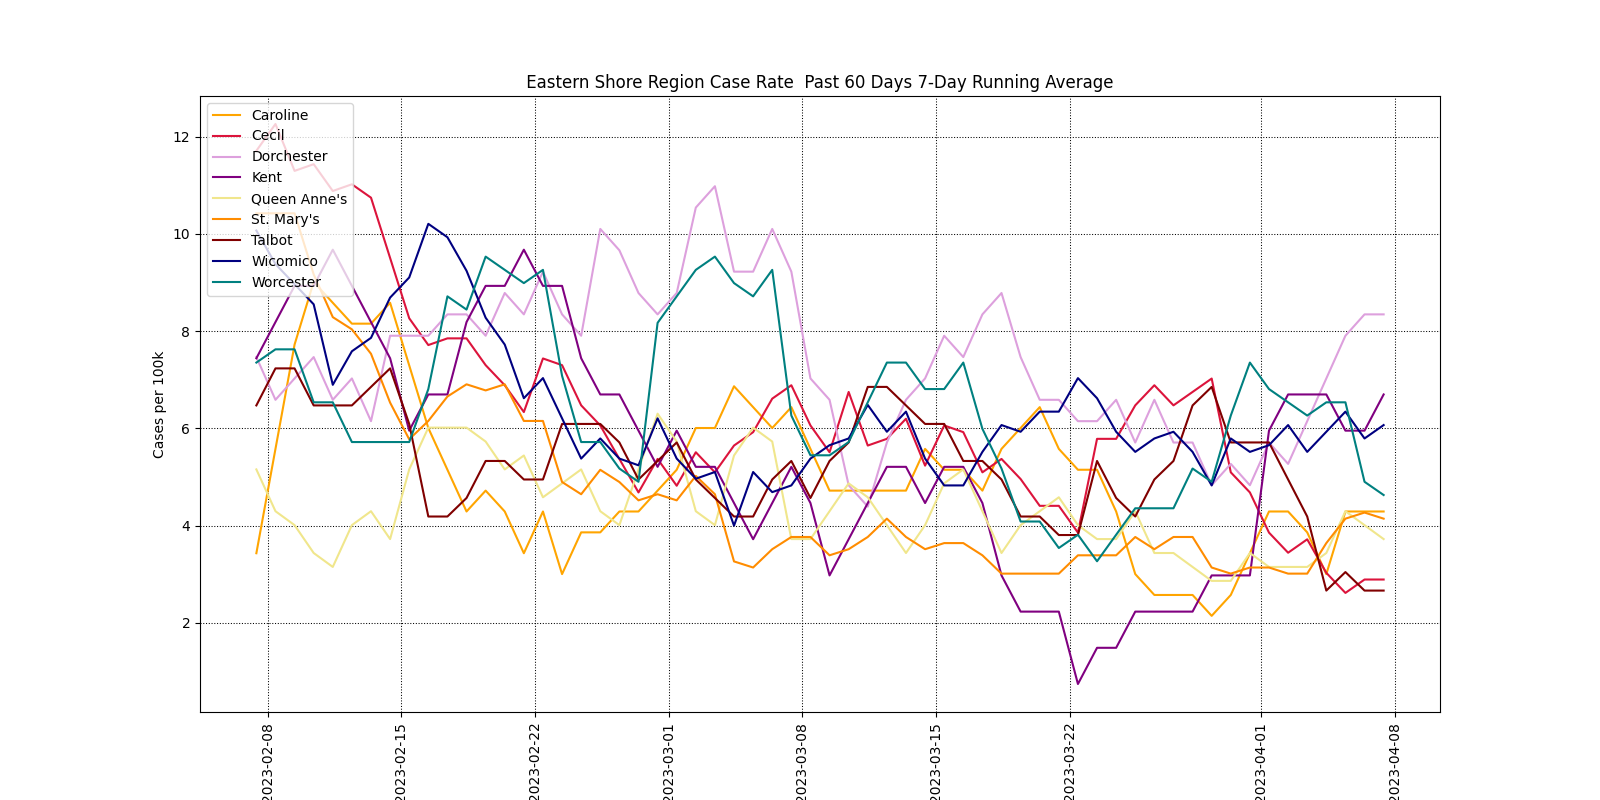 Eastern Shore Region Case Rate  Past 60 Days 7-Day Running Average
Caroline
Cecil
Dorchester
Kent
Queen Anne's
St. Mary's
Talbot
Wicomico
Worcester
Cases per 100k
12
10
8
6
4
2
2023-02-08
2023-02-15
2023-02-22
2023-03-01
2023-03-08
2023-03-15
2023-03-22
2023-04-01
2023-04-08